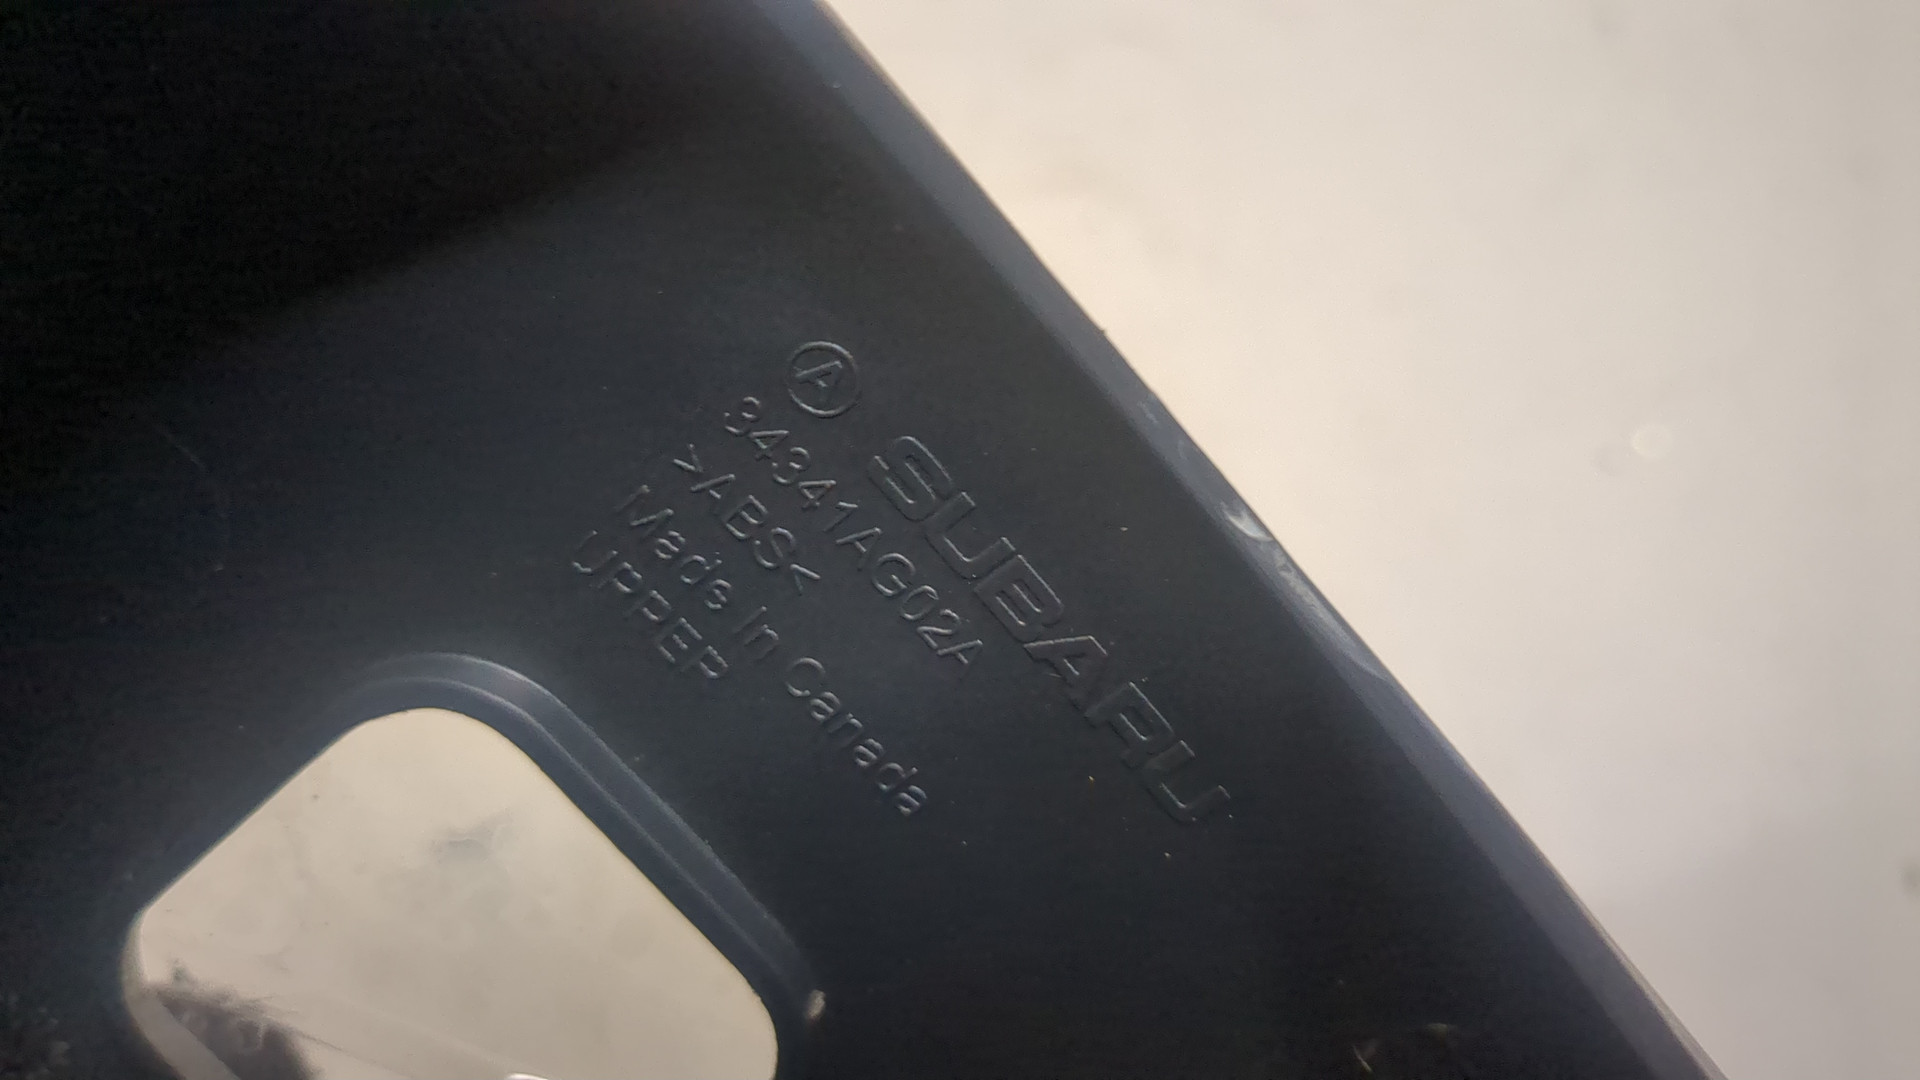 Ⓐ SUBARU
34341AG02A
>ABS<
Made In Canada
UPPER